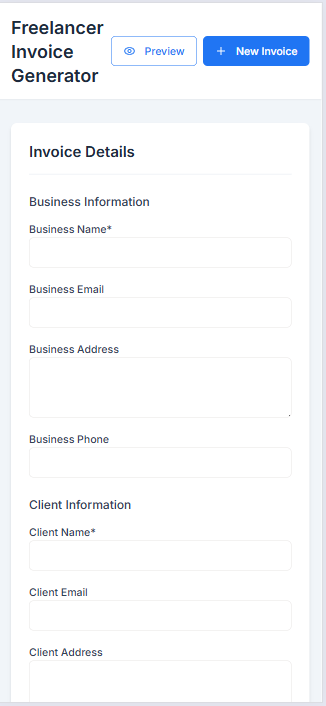 Freelancer
Invoice
Generator
Preview
New Invoice
Invoice Details
Business Information
Business Name*
Business Email
Business Address
Business Phone
Client Information
Client Name*
Client Email
Client Address